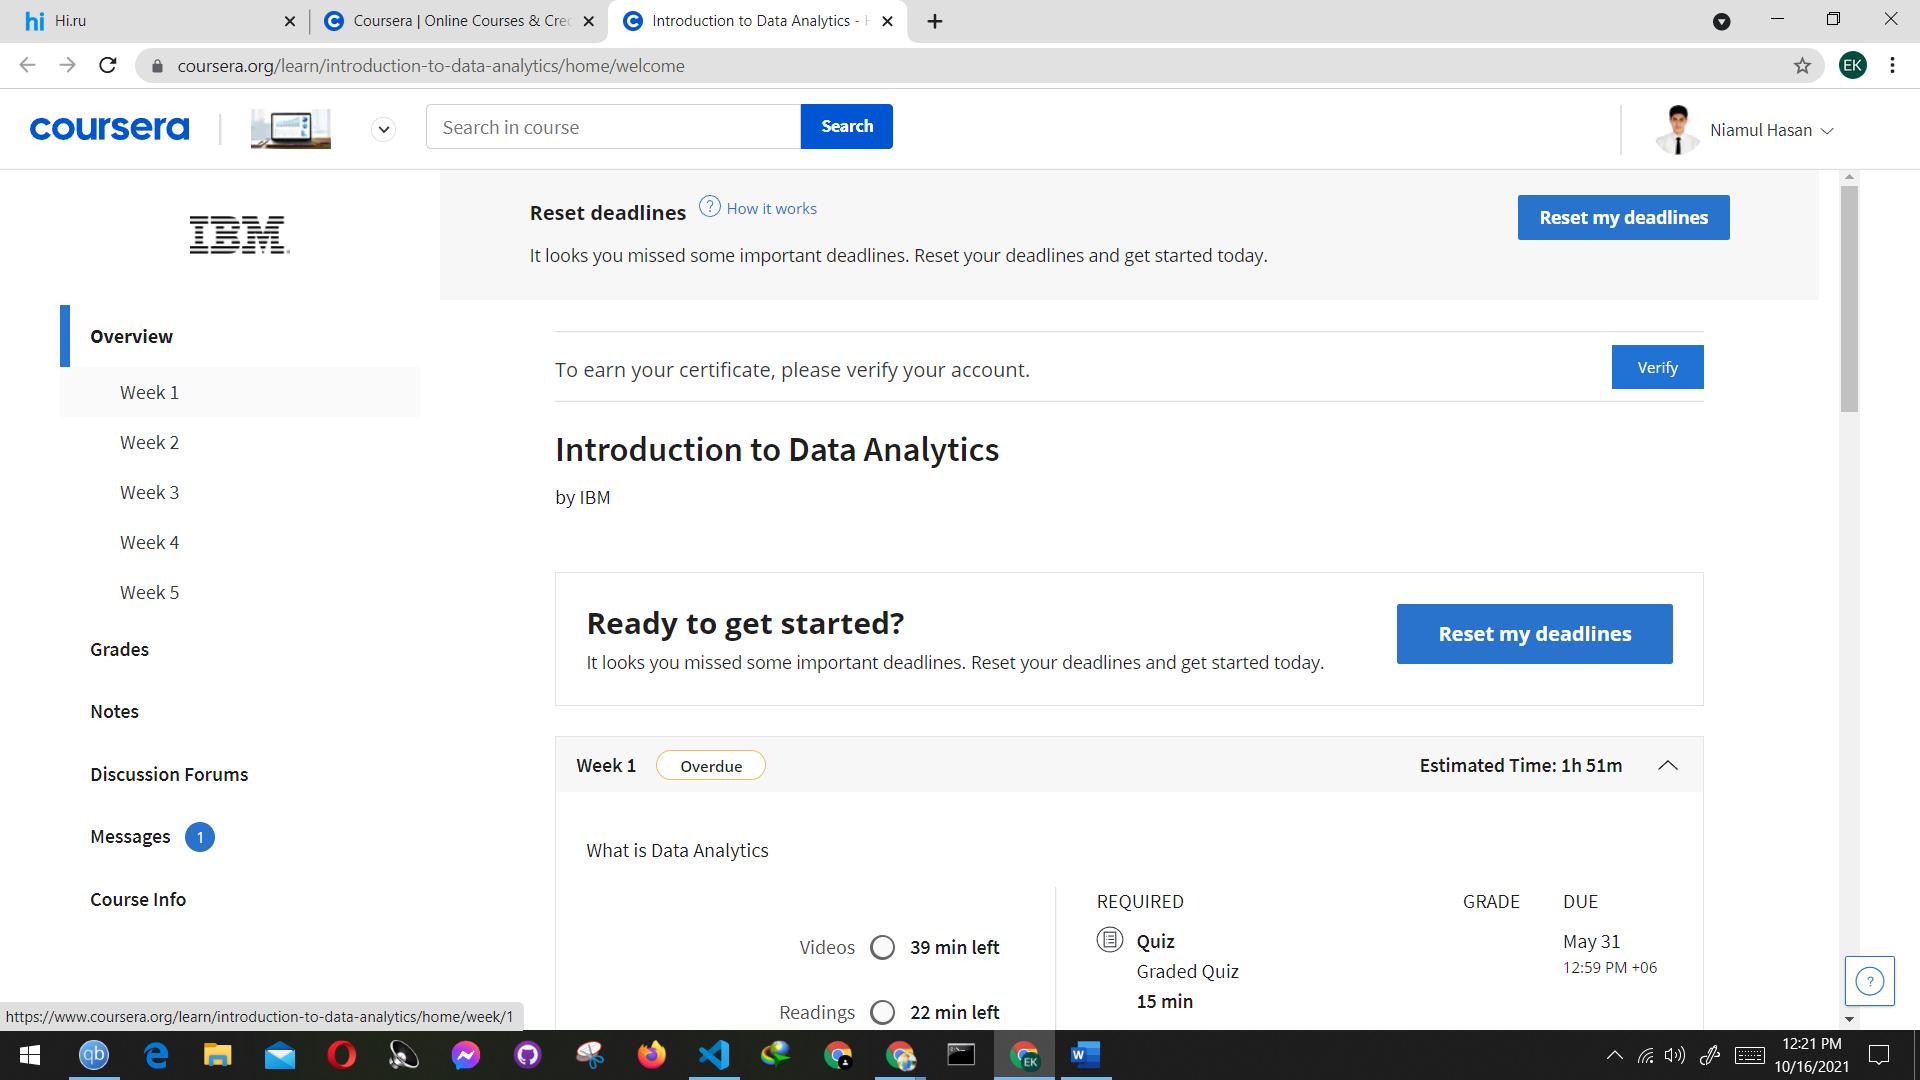 Hi.ru
Coursera | Online Courses & Cred
Introduction to Data Analytics - H
coursera.org/learn/introduction-to-data-analytics/home/welcome
EK
coursera
Search in course
Search
Niamul Hasan
IBM
Reset deadlines
? How it works
Reset my deadlines
It looks you missed some important deadlines. Reset your deadlines and get started today.
Overview
Week 1
Week 2
Week 3
Week 4
Week 5
Grades
Notes
Discussion Forums
Messages 1
Course Info
To earn your certificate, please verify your account.
Verify
Introduction to Data Analytics
by IBM
Ready to get started?
It looks you missed some important deadlines. Reset your deadlines and get started today.
Reset my deadlines
Week 1 Overdue
Estimated Time: 1h 51m
What is Data Analytics
Videos 39 min left
Readings 22 min left
REQUIRED GRADE DUE
Quiz May 31
Graded Quiz 12:59 PM +06
15 min
?
https://www.coursera.org/learn/introduction-to-data-analytics/home/week/1
12:21 PM
10/16/2021